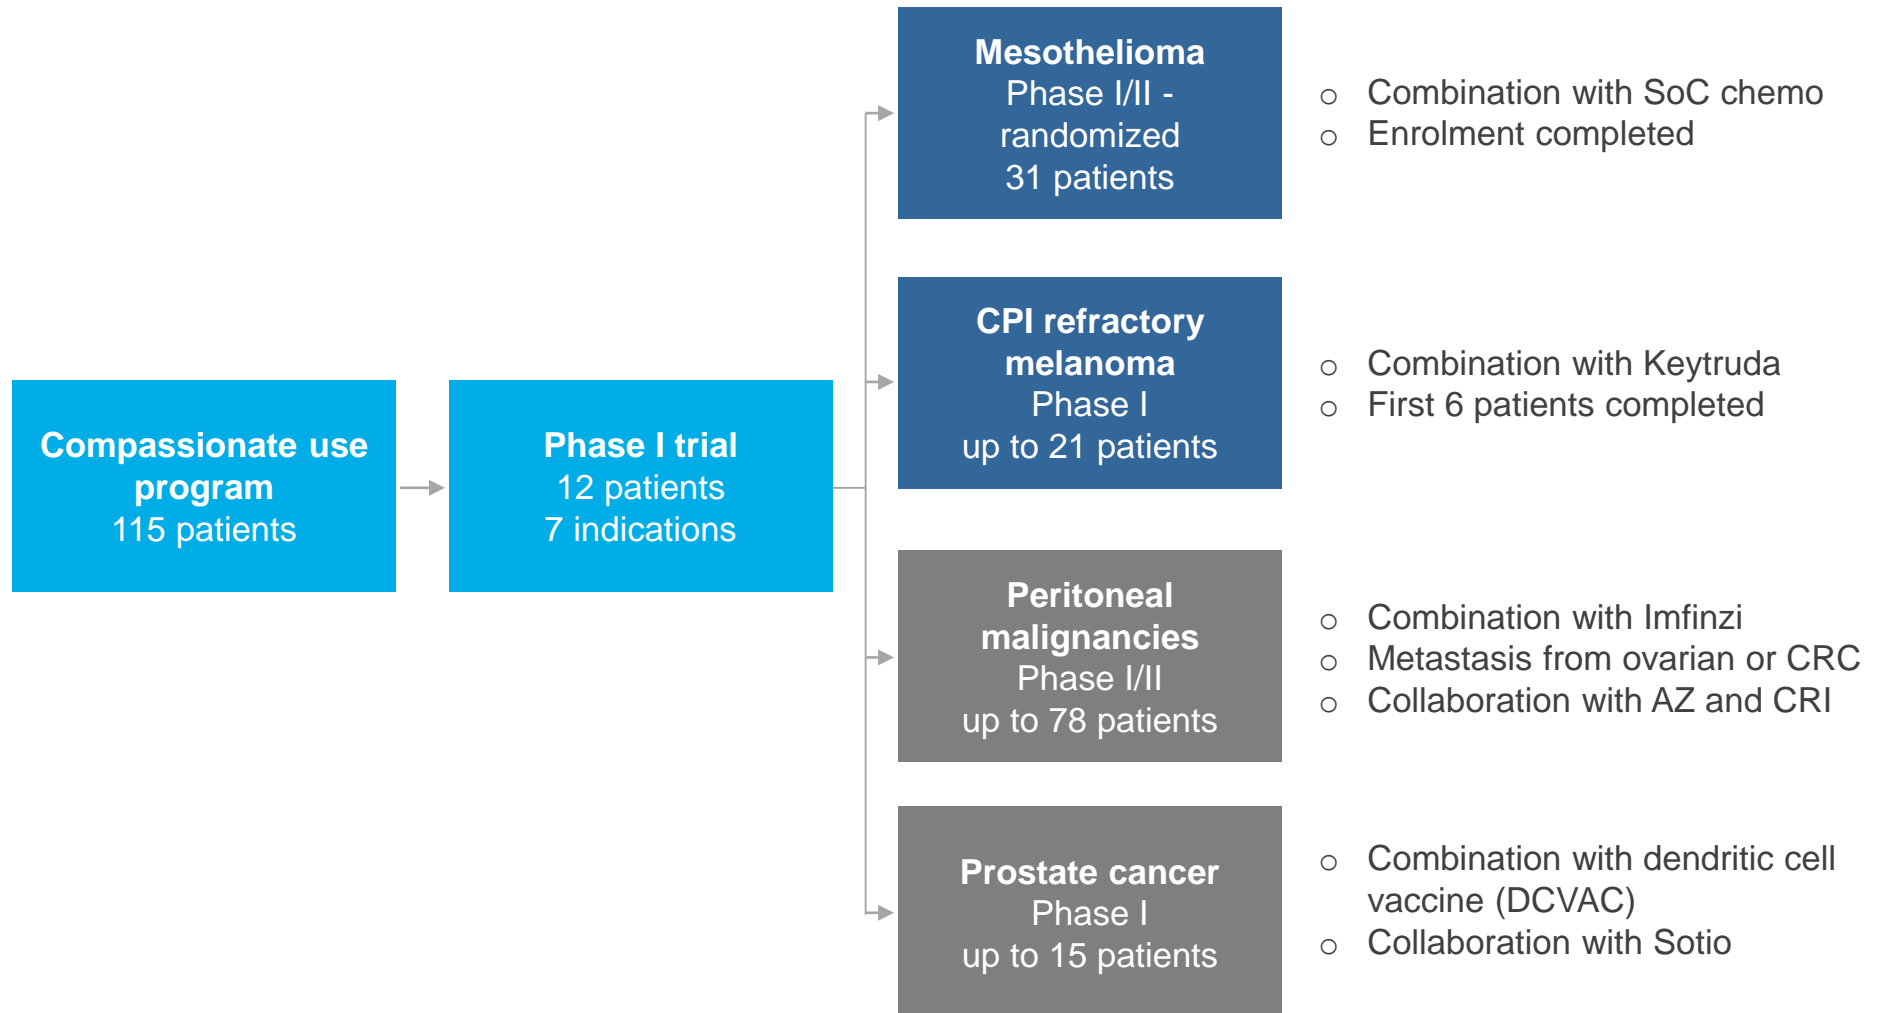 Compassionate use
program
115 patients
Phase I trial
12 patients
7 indications
Mesothelioma
Phase I/II -
randomized
31 patients
○ Combination with SoC chemo
○ Enrolment completed
CPI refractory
melanoma
Phase I
up to 21 patients
○ Combination with Keytruda
○ First 6 patients completed
Peritoneal
malignancies
Phase I/II
up to 78 patients
○ Combination with Imfinzi
○ Metastasis from ovarian or CRC
○ Collaboration with AZ and CRI
Prostate cancer
Phase I
up to 15 patients
○ Combination with dendritic cell
vaccine (DCVAC)
○ Collaboration with Sotio